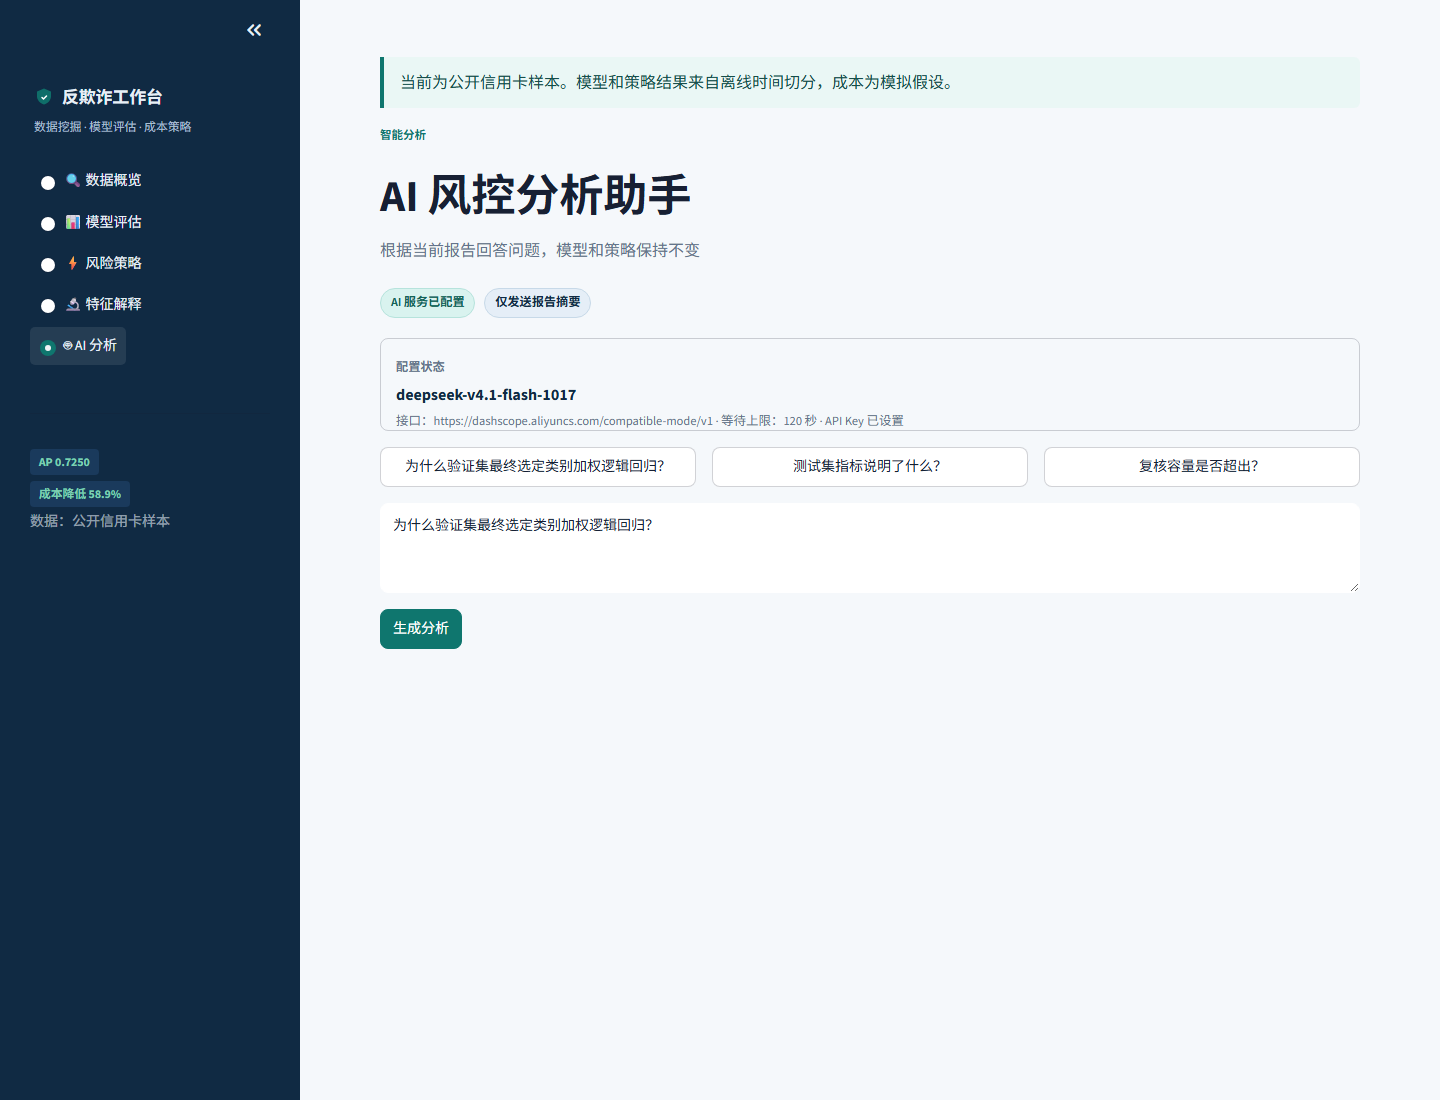 反欺诈工作台
数据挖掘 · 模型评估 · 成本策略
数据概览
模型评估
风险策略
特征解释
AI 分析
AP 0.7250
成本降低 58.9%
数据：公开信用卡样本
当前为公开信用卡样本。模型和策略结果来自离线时间切分，成本为模拟假设。
智能分析
AI 风控分析助手
根据当前报告回答问题，模型和策略保持不变
AI 服务已配置 仅发送报告摘要
配置状态
deepseek-v4.1-flash-1017
接口：https://dashscope.aliyuncs.com/compatible-mode/v1 · 等待上限：120 秒 · API Key 已设置
为什么验证集最终选定类别加权逻辑回归？ 测试集指标说明了什么？ 复核容量是否超出？
为什么验证集最终选定类别加权逻辑回归？
生成分析